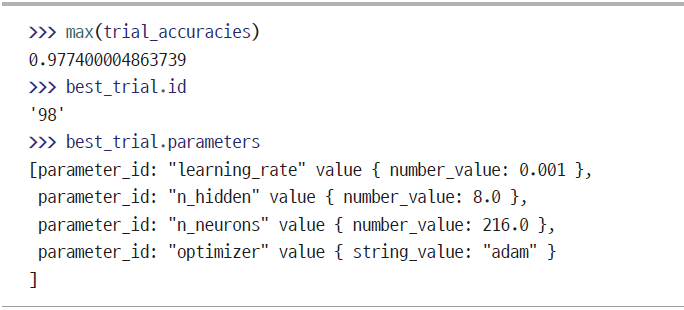 >>> max(trial_accuracies)
0.977400004863739
>>> best_trial.id
'98'
>>> best_trial.parameters
[parameter_id: "learning_rate" value { number_value: 0.001 },
 parameter_id: "n_hidden" value { number_value: 8.0 },
 parameter_id: "n_neurons" value { number_value: 216.0 },
 parameter_id: "optimizer" value { string_value: "adam" }
]